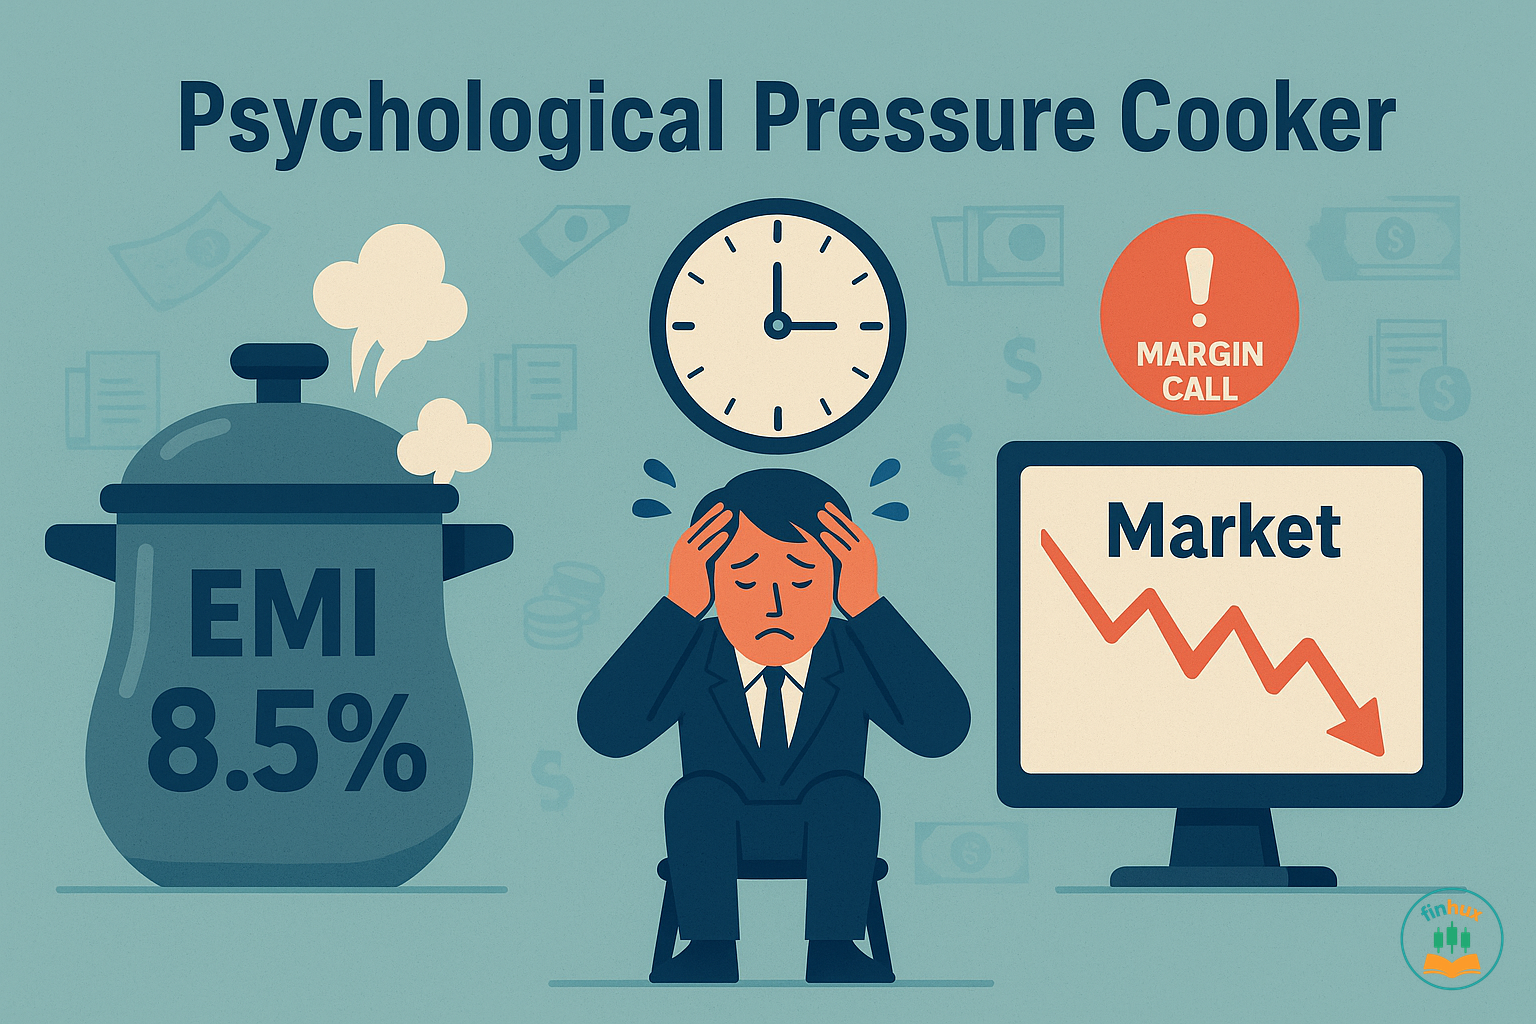 Psychological Pressure Cooker
MARGIN
CALL
EMI
8.5%
Market
$
$
€
$
$
finhux